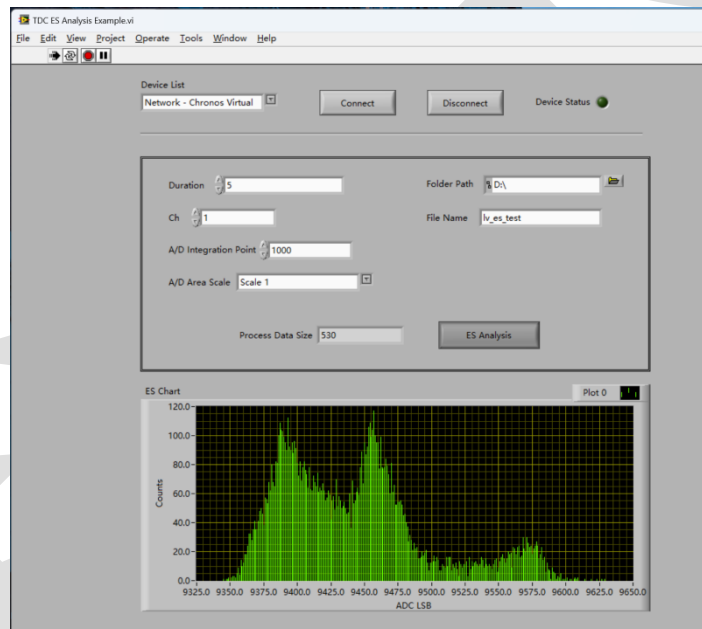 TDC ES Analysis Example.vi
File Edit View Project Operate Tools Window Help
Device List
Network - Chronos Virtual
Connect
Disconnect
Device Status
Duration 5
Folder Path D:\
Ch 1
File Name lv_es_test
A/D Integration Point 1000
A/D Area Scale Scale 1
Process Data Size 530
ES Analysis
ES Chart
Plot 0
120.0
100.0
80.0
60.0
40.0
20.0
0.0
Counts
9325.0 9350.0 9375.0 9400.0 9425.0 9450.0 9475.0 9500.0 9525.0 9550.0 9575.0 9600.0 9625.0 9650.0
ADC LSB